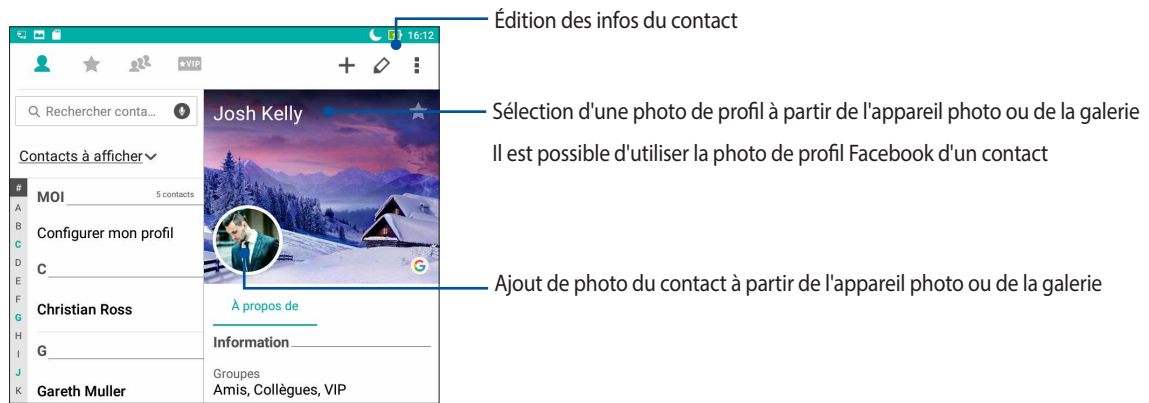 Édition des infos du contact
16:12
★VIP
Rechercher conta...
Josh Kelly
Sélection d'une photo de profil à partir de l'appareil photo ou de la galerie
Il est possible d'utiliser la photo de profil Facebook d'un contact
Contacts à afficher
#
A
B
C
D
E
F
G
H
I
J
K
MOI
5 contacts
Configurer mon profil
C
Christian Ross
G
Gareth Muller
G
Ajout de photo du contact à partir de l'appareil photo ou de la galerie
À propos de
Information
Groupes
Amis, Collègues, VIP